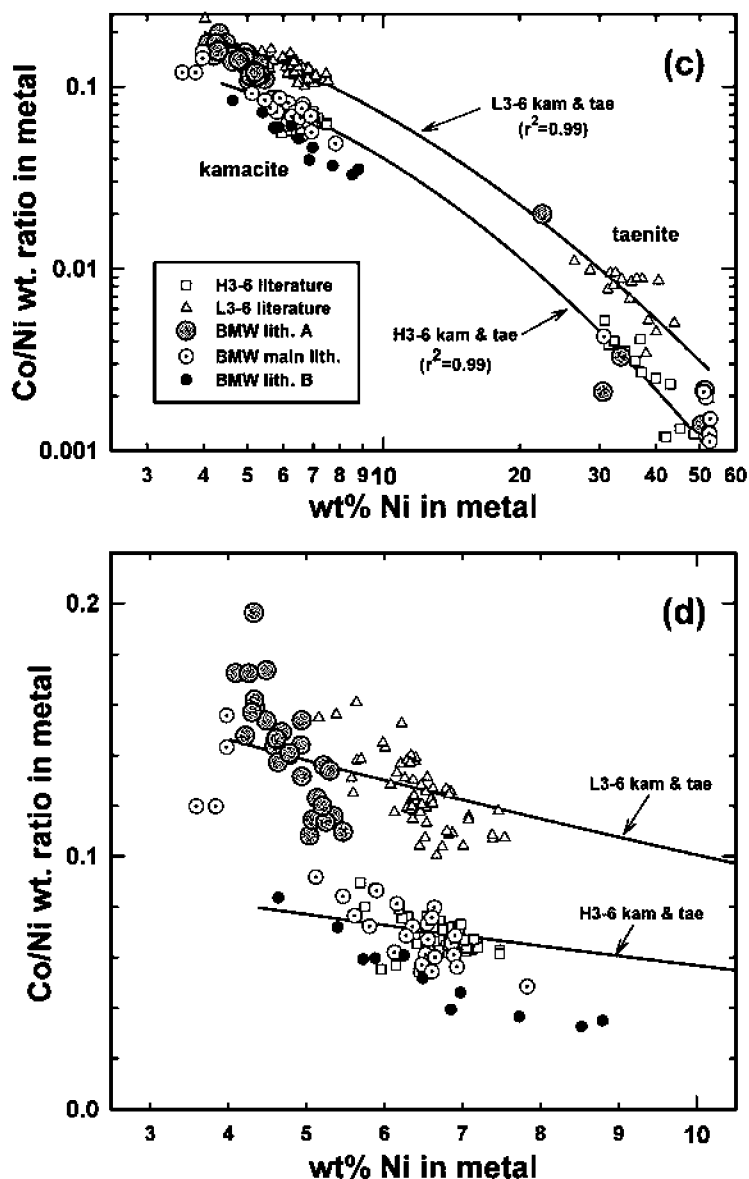 (c)
0.1
0.01
0.001
Co/Ni wt. ratio in metal
L3-6 kam & tae
(r²=0.99)
kamacite
taenite
H3-6 literature
L3-6 literature
BMW lith. A
BMW main lith.
BMW lith. B
H3-6 kam & tae
(r²=0.99)
3 4 5 6 7 8 9 10 20 30 40 50 60
wt% Ni in metal
(d)
0.2
0.1
0.0
Co/Ni wt. ratio in metal
L3-6 kam & tae
H3-6 kam & tae
3 4 5 6 7 8 9 10
wt% Ni in metal